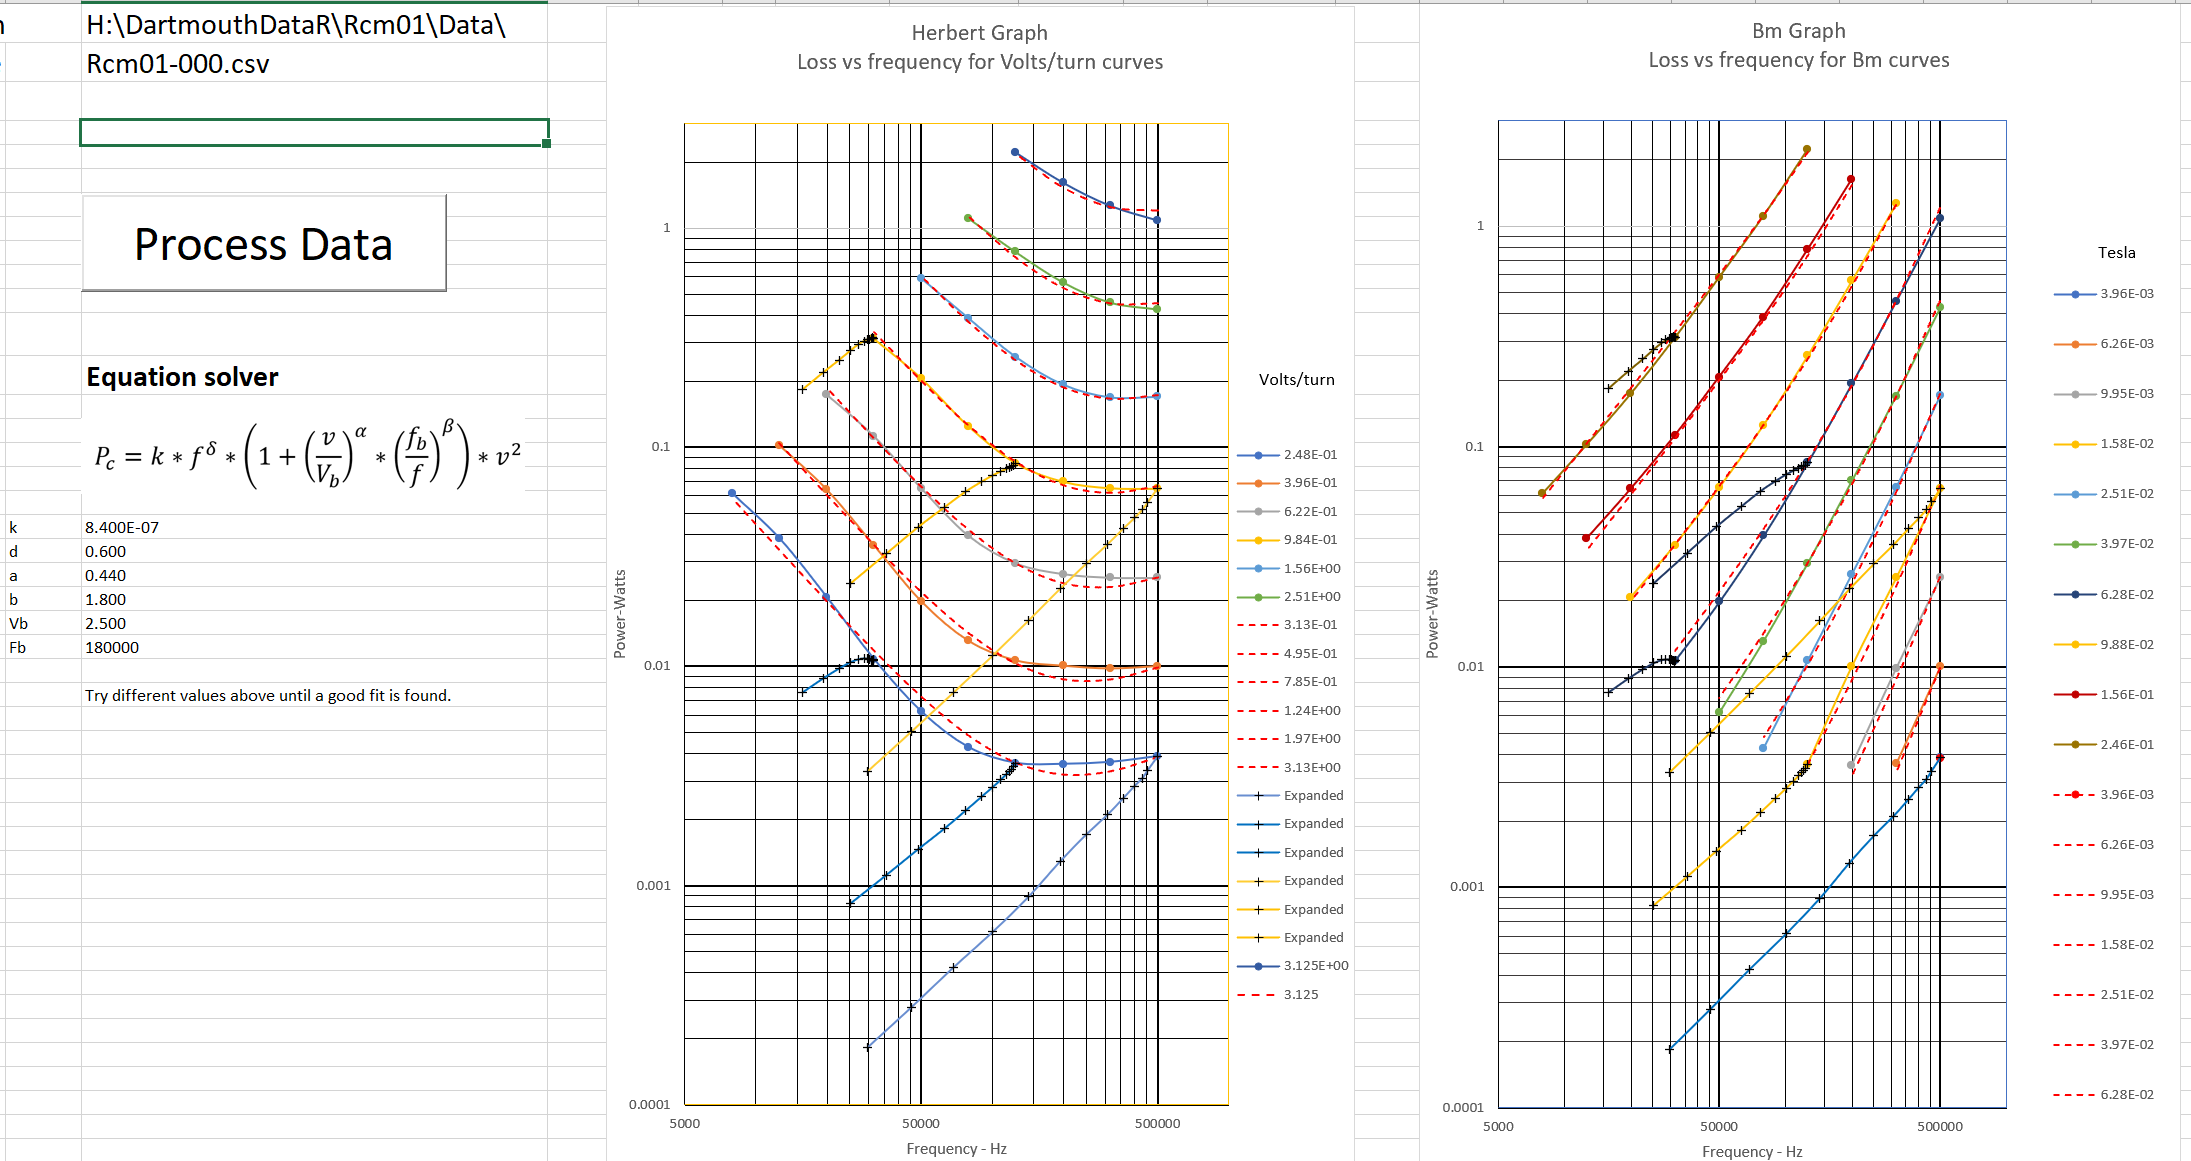 H:\DartmouthDataR\Rcm01\Data\
Rcm01-000.csv
Process Data
Equation solver
P_c = k * f^δ * (1 + (v/V_b)^α * (f_b/f)^β) * v²
k 8.400E-07
d 0.600
a 0.440
b 1.800
Vb 2.500
Fb 180000
Try different values above until a good fit is found.
Herbert Graph
Loss vs frequency for Volts/turn curves
Power-Watts
1
0.1
0.01
0.001
0.0001
5000 50000 500000
Frequency - Hz
Volts/turn
2.48E-01
3.96E-01
6.22E-01
9.84E-01
1.56E+00
2.51E+00
3.13E-01
4.95E-01
7.85E-01
1.24E+00
1.97E+00
3.13E+00
Expanded
Expanded
Expanded
Expanded
Expanded
Expanded
3.125E+00
3.125
Bm Graph
Loss vs frequency for Bm curves
Power-Watts
1
0.1
0.01
0.001
0.0001
5000 50000 500000
Frequency - Hz
Tesla
3.96E-03
6.26E-03
9.95E-03
1.58E-02
2.51E-02
3.97E-02
6.28E-02
9.88E-02
1.56E-01
2.46E-01
3.96E-03
6.26E-03
9.95E-03
1.58E-02
2.51E-02
3.97E-02
6.28E-02